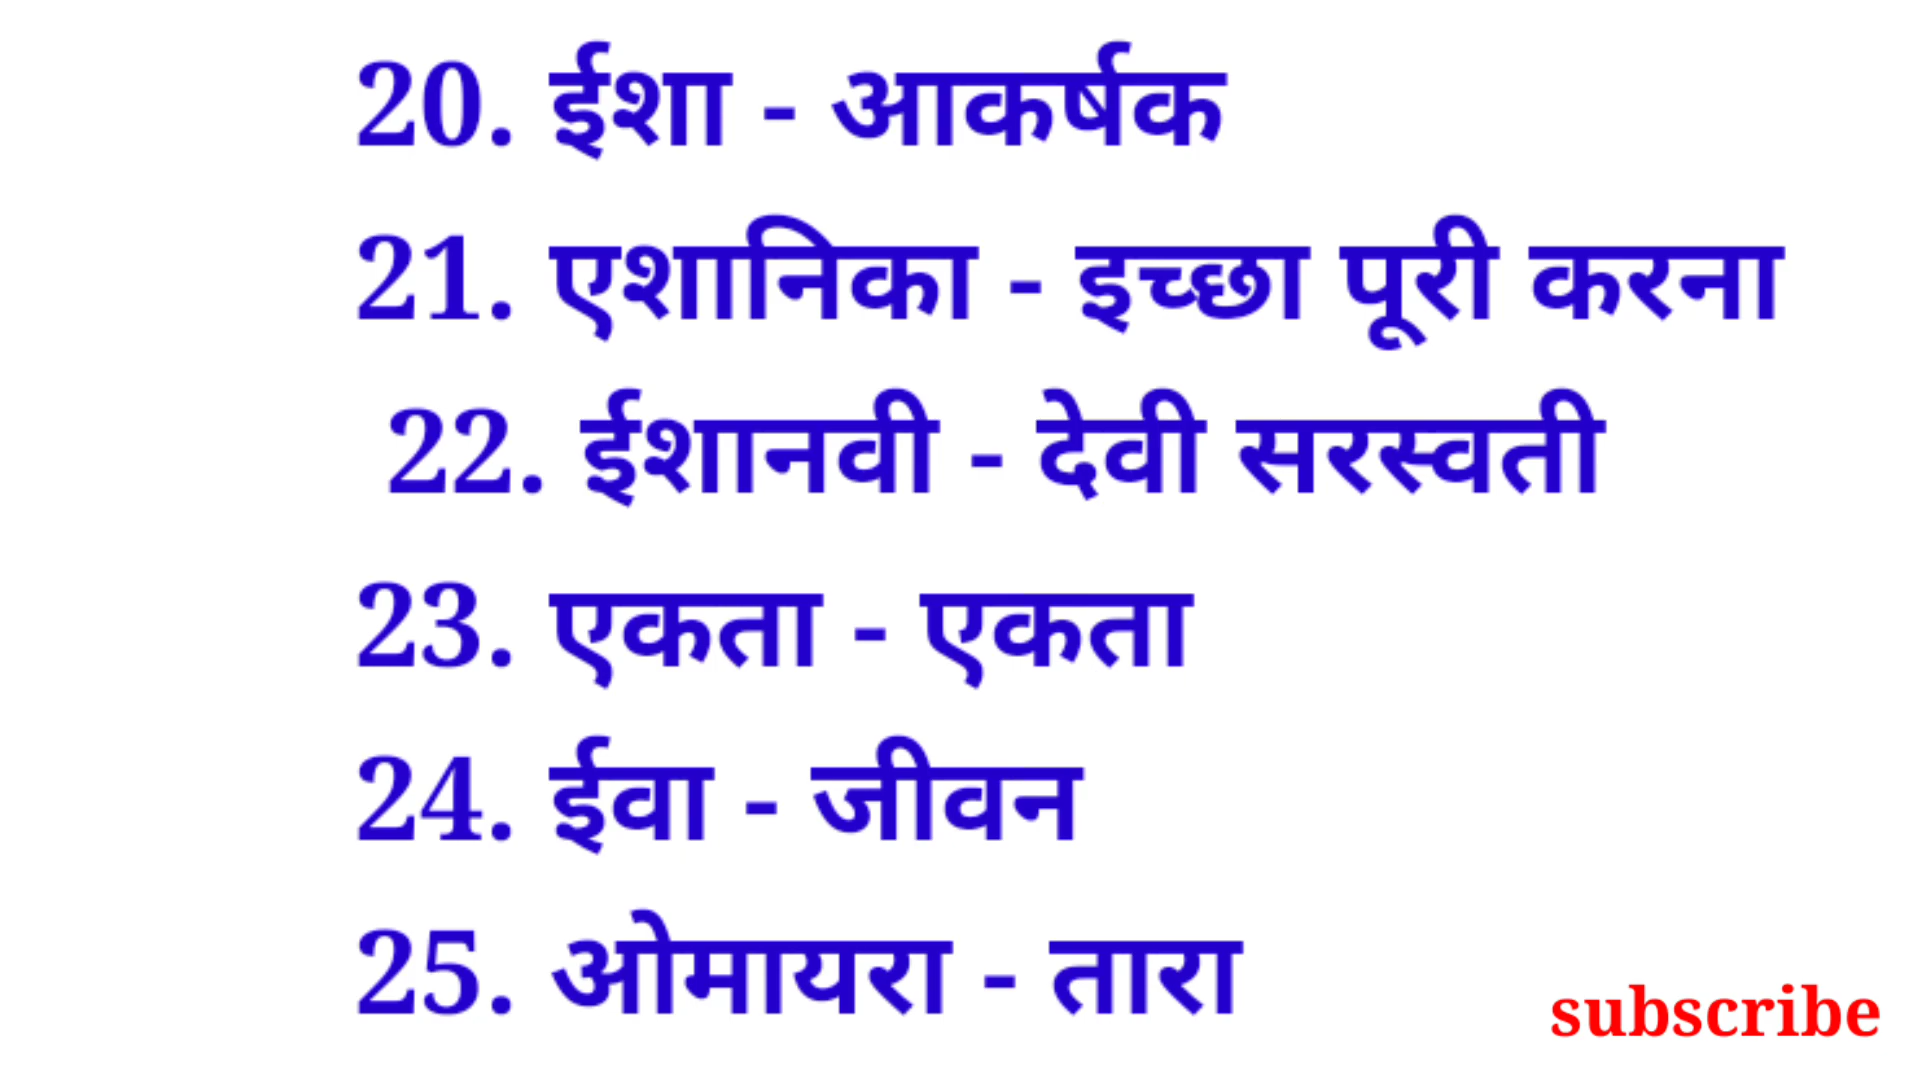 20. ईशा - आकर्षक
21. एशानिका - इच्छा पूरी करना
22. ईशानवी - देवी सरस्वती
23. एकता - एकता
24. ईवा - जीवन
25. ओमायरा - तारा
subscribe